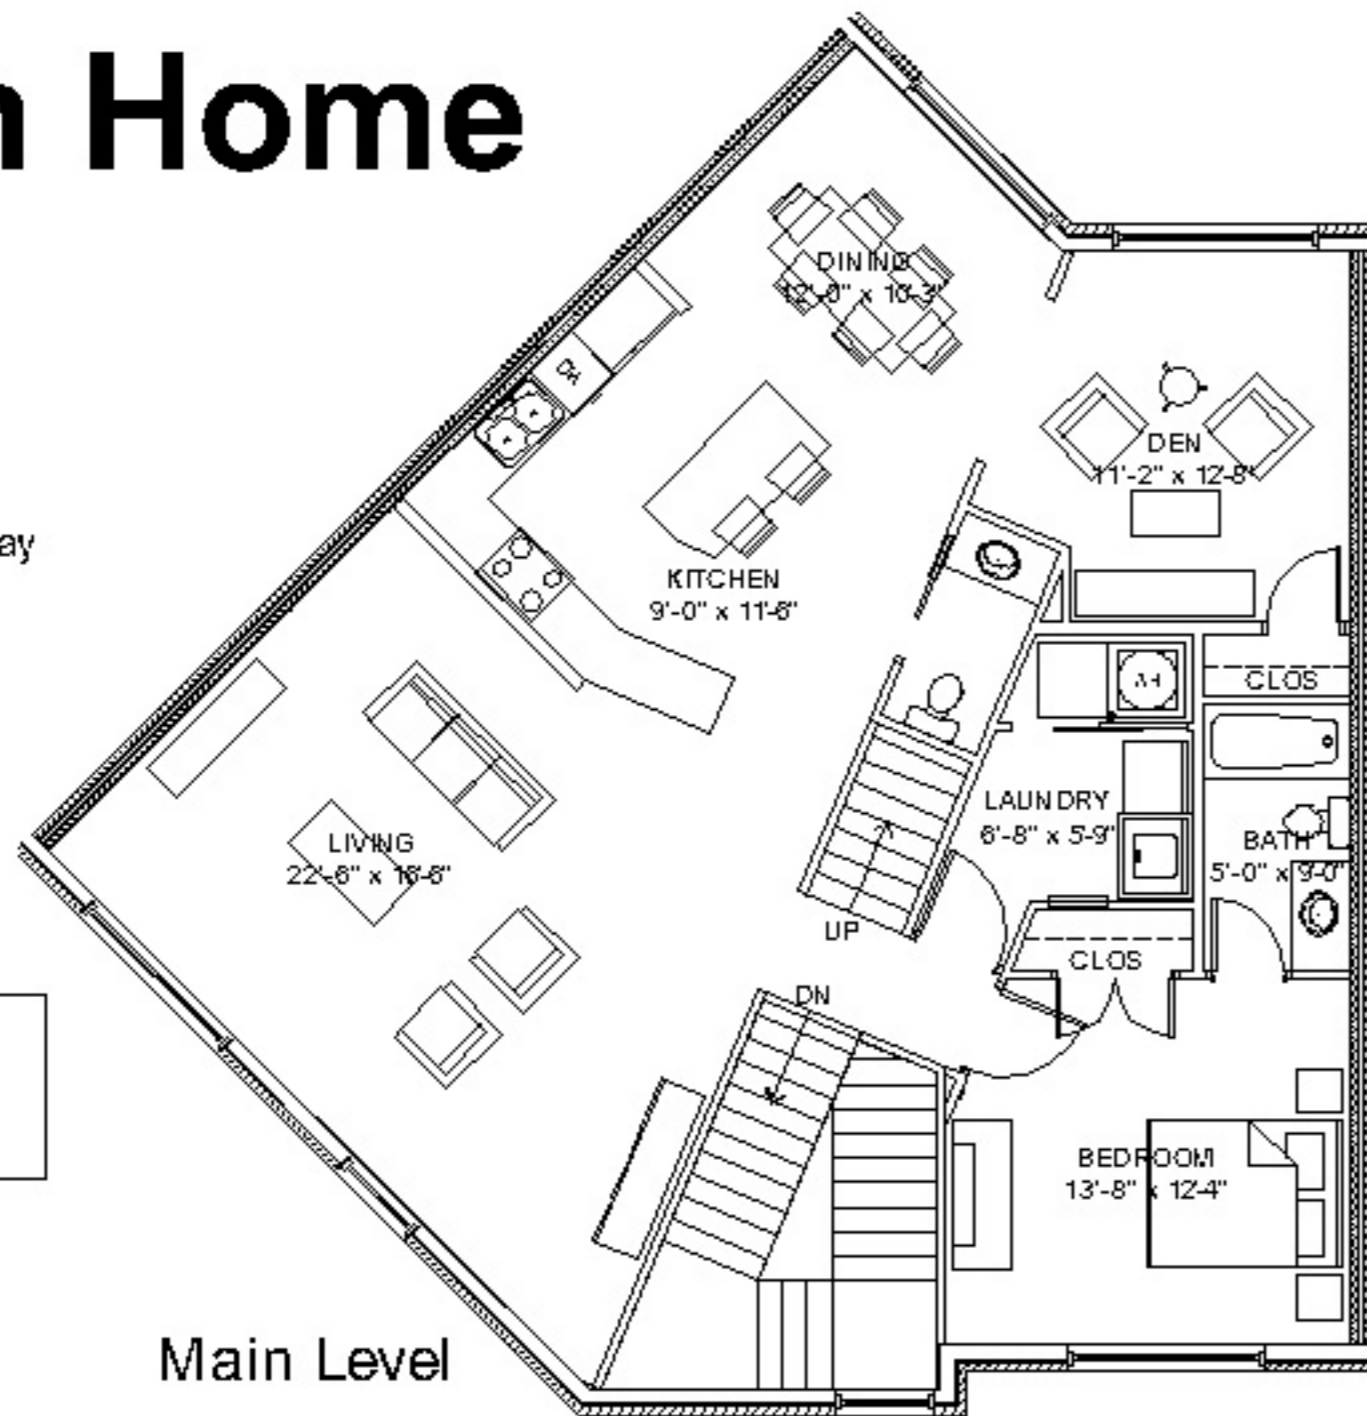 n Home
DINING
12'-0" x 10'-3"
DW
DEN
11'-2" x 12'-8"
ay
KITCHEN
9'-0" x 11'-6"
AH
CLOS
LAUNDRY
6'-8" x 5'-9"
LIVING
22'-6" x 16'-6"
BATH
5'-0" x 9'-0"
UP
CLOS
DN
BEDROOM
13'-8" x 12'-4"
Main Level